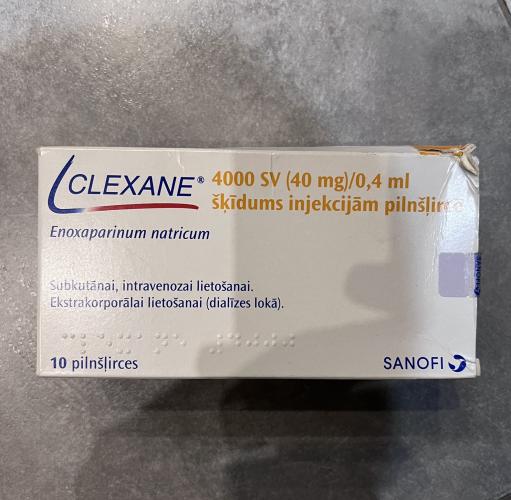 CLEXANE® 4000 SV (40 mg)/0,4 ml
šķīdums injekcijām pilnšļircē
Enoxaparinum natricum
Subkutānai, intravenozai lietošanai.
Ekstrakorporālai lietošanai (dialīzes lokā).
10 pilnšļirces
SANOFI